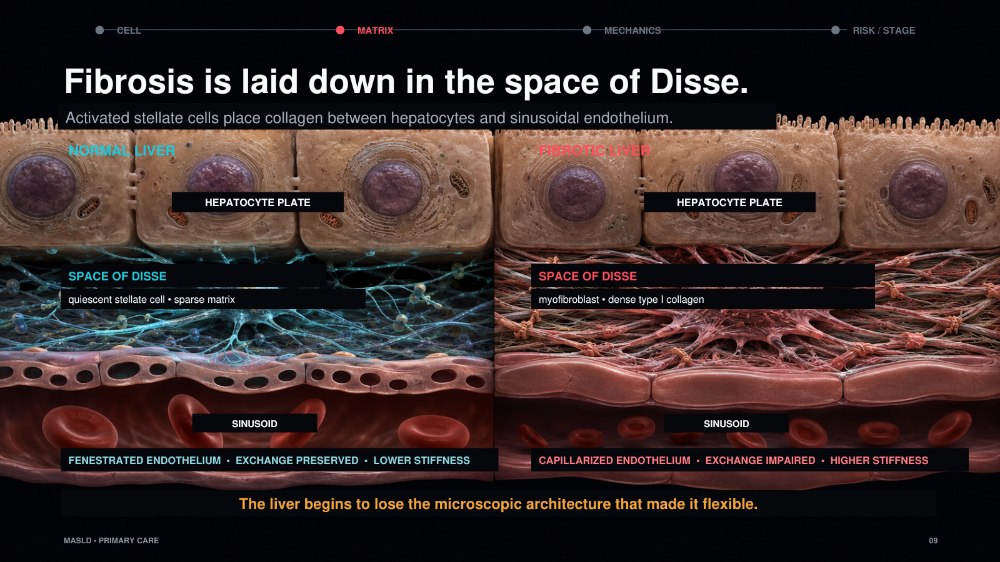 CELL MATRIX MECHANICS RISK / STAGE
Fibrosis is laid down in the space of Disse.
Activated stellate cells place collagen between hepatocytes and sinusoidal endothelium.
NORMAL LIVER
HEPATOCYTE PLATE
SPACE OF DISSE
quiescent stellate cell • sparse matrix
SINUSOID
FENESTRATED ENDOTHELIUM • EXCHANGE PRESERVED • LOWER STIFFNESS
FIBROTIC LIVER
HEPATOCYTE PLATE
SPACE OF DISSE
myofibroblast • dense type I collagen
SINUSOID
CAPILLARIZED ENDOTHELIUM • EXCHANGE IMPAIRED • HIGHER STIFFNESS
The liver begins to lose the microscopic architecture that made it flexible.
MASLD • PRIMARY CARE
09